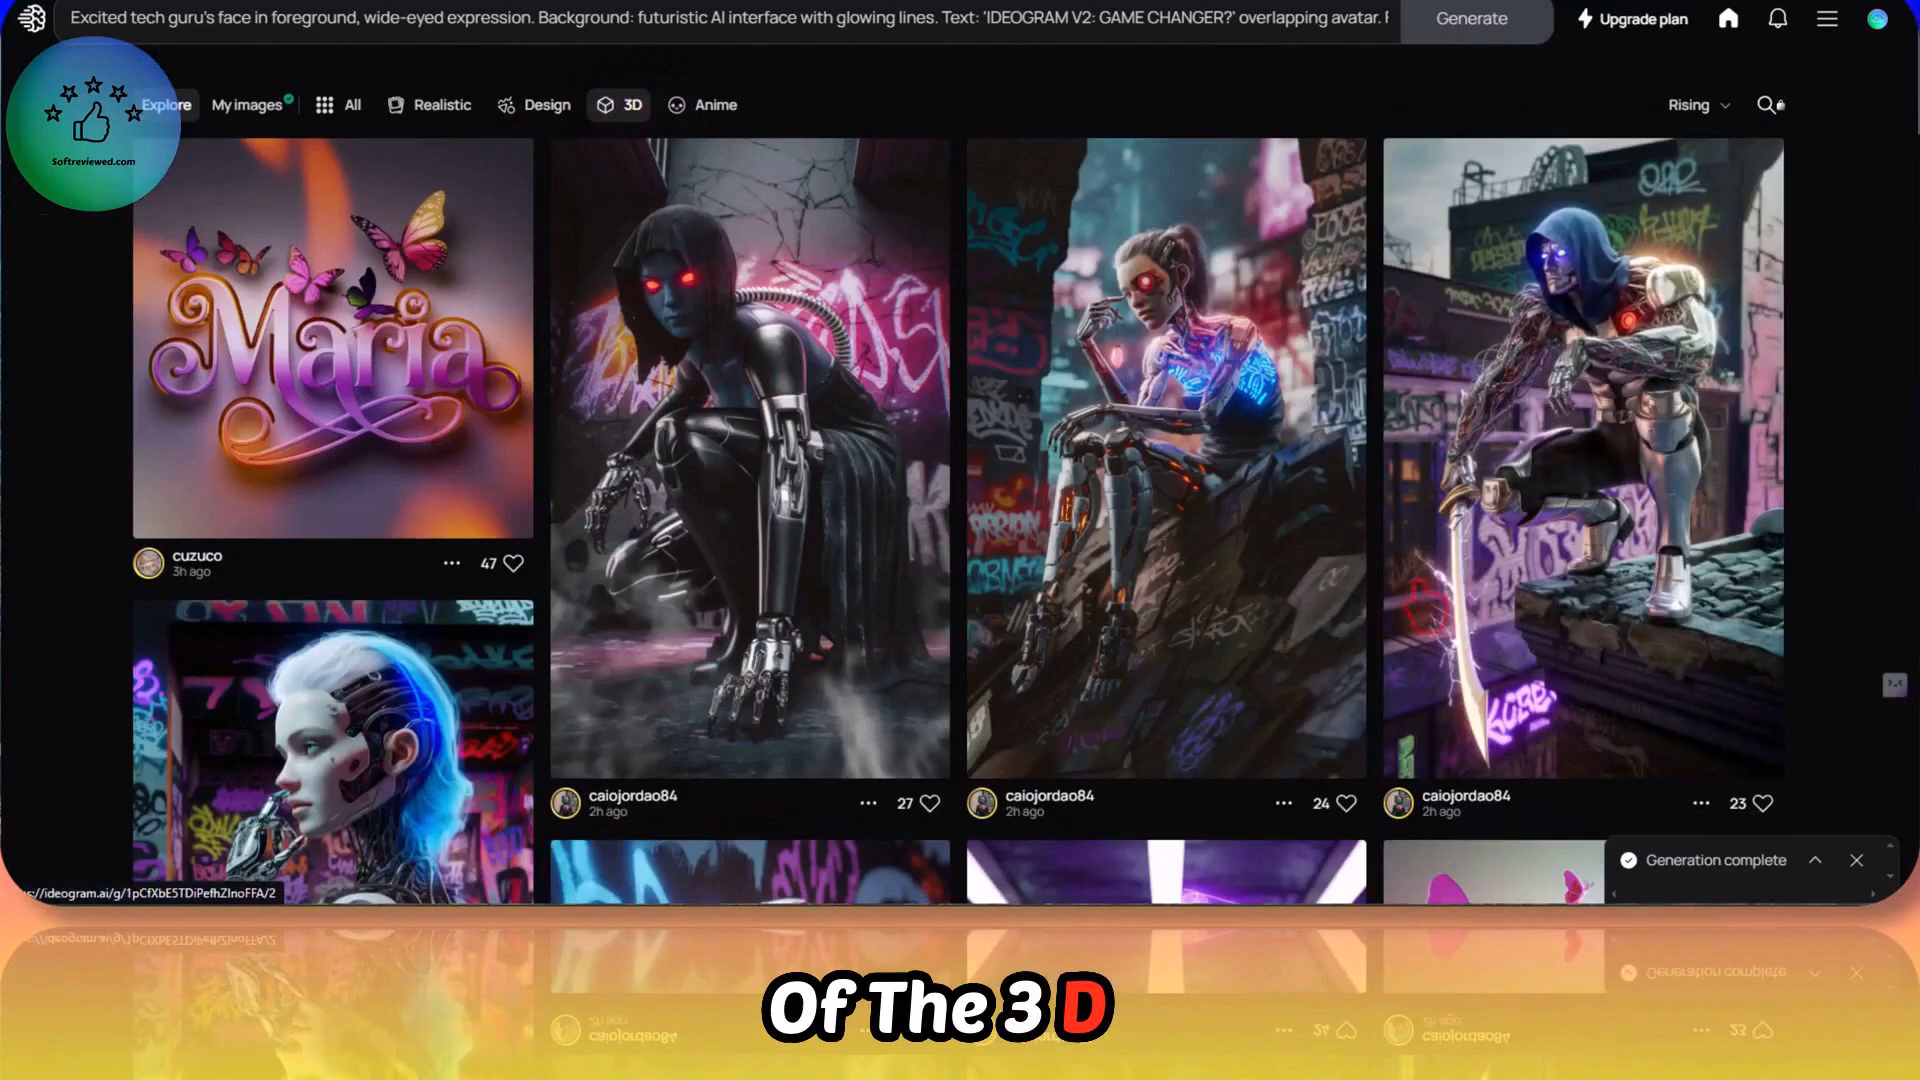 Excited tech guru's face in foreground, wide-eyed expression. Background: futuristic AI interface with glowing lines. Text: 'IDEOGRAM V2: GAME CHANGER?' overlapping avatar. F
Generate
Upgrade plan
Softreviewed.com
Explore
My images
All
Realistic
Design
3D
Anime
Rising
Maria
cuzuco
3h ago
47
caiojordao84
2h ago
27
caiojordao84
2h ago
24
caiojordao84
2h ago
23
Generation complete
s://ideogram.ai/g/1pCfXbE5TDiPefhZInoFFA/2
Of The 3 D